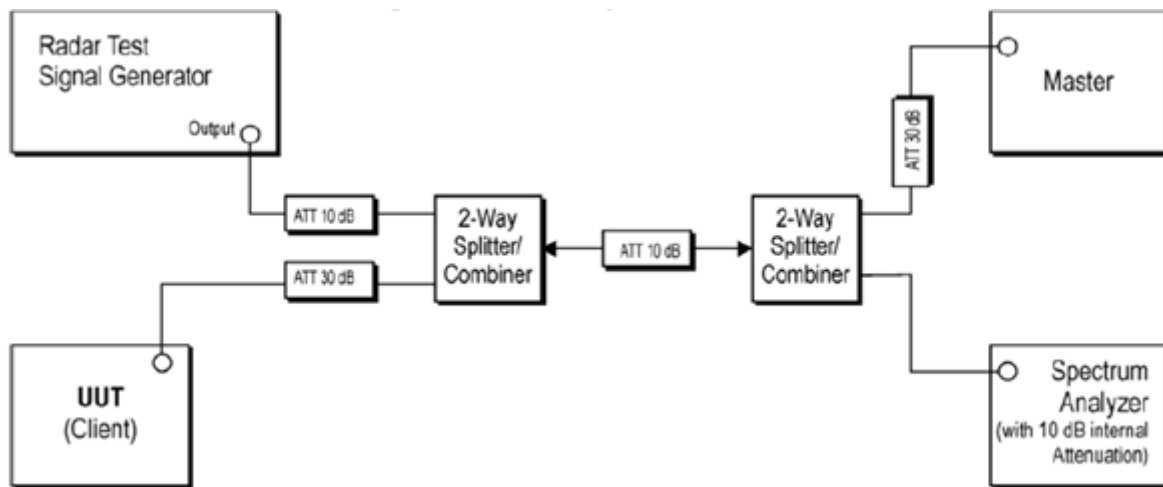 Radar Test
Signal Generator
Output
ATT 10 dB
ATT 30 dB
UUT
(Client)
2-Way
Splitter/
Combiner
ATT 10 dB
2-Way
Splitter/
Combiner
ATT 30 dB
Master
Spectrum
Analyzer
(with 10 dB internal
Attenuation)